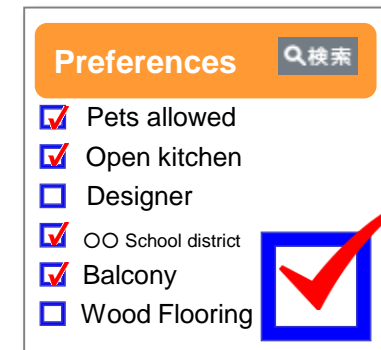 Preferences 検索
Pets allowed
Open kitchen
Designer
○○ School district
Balcony
Wood Flooring